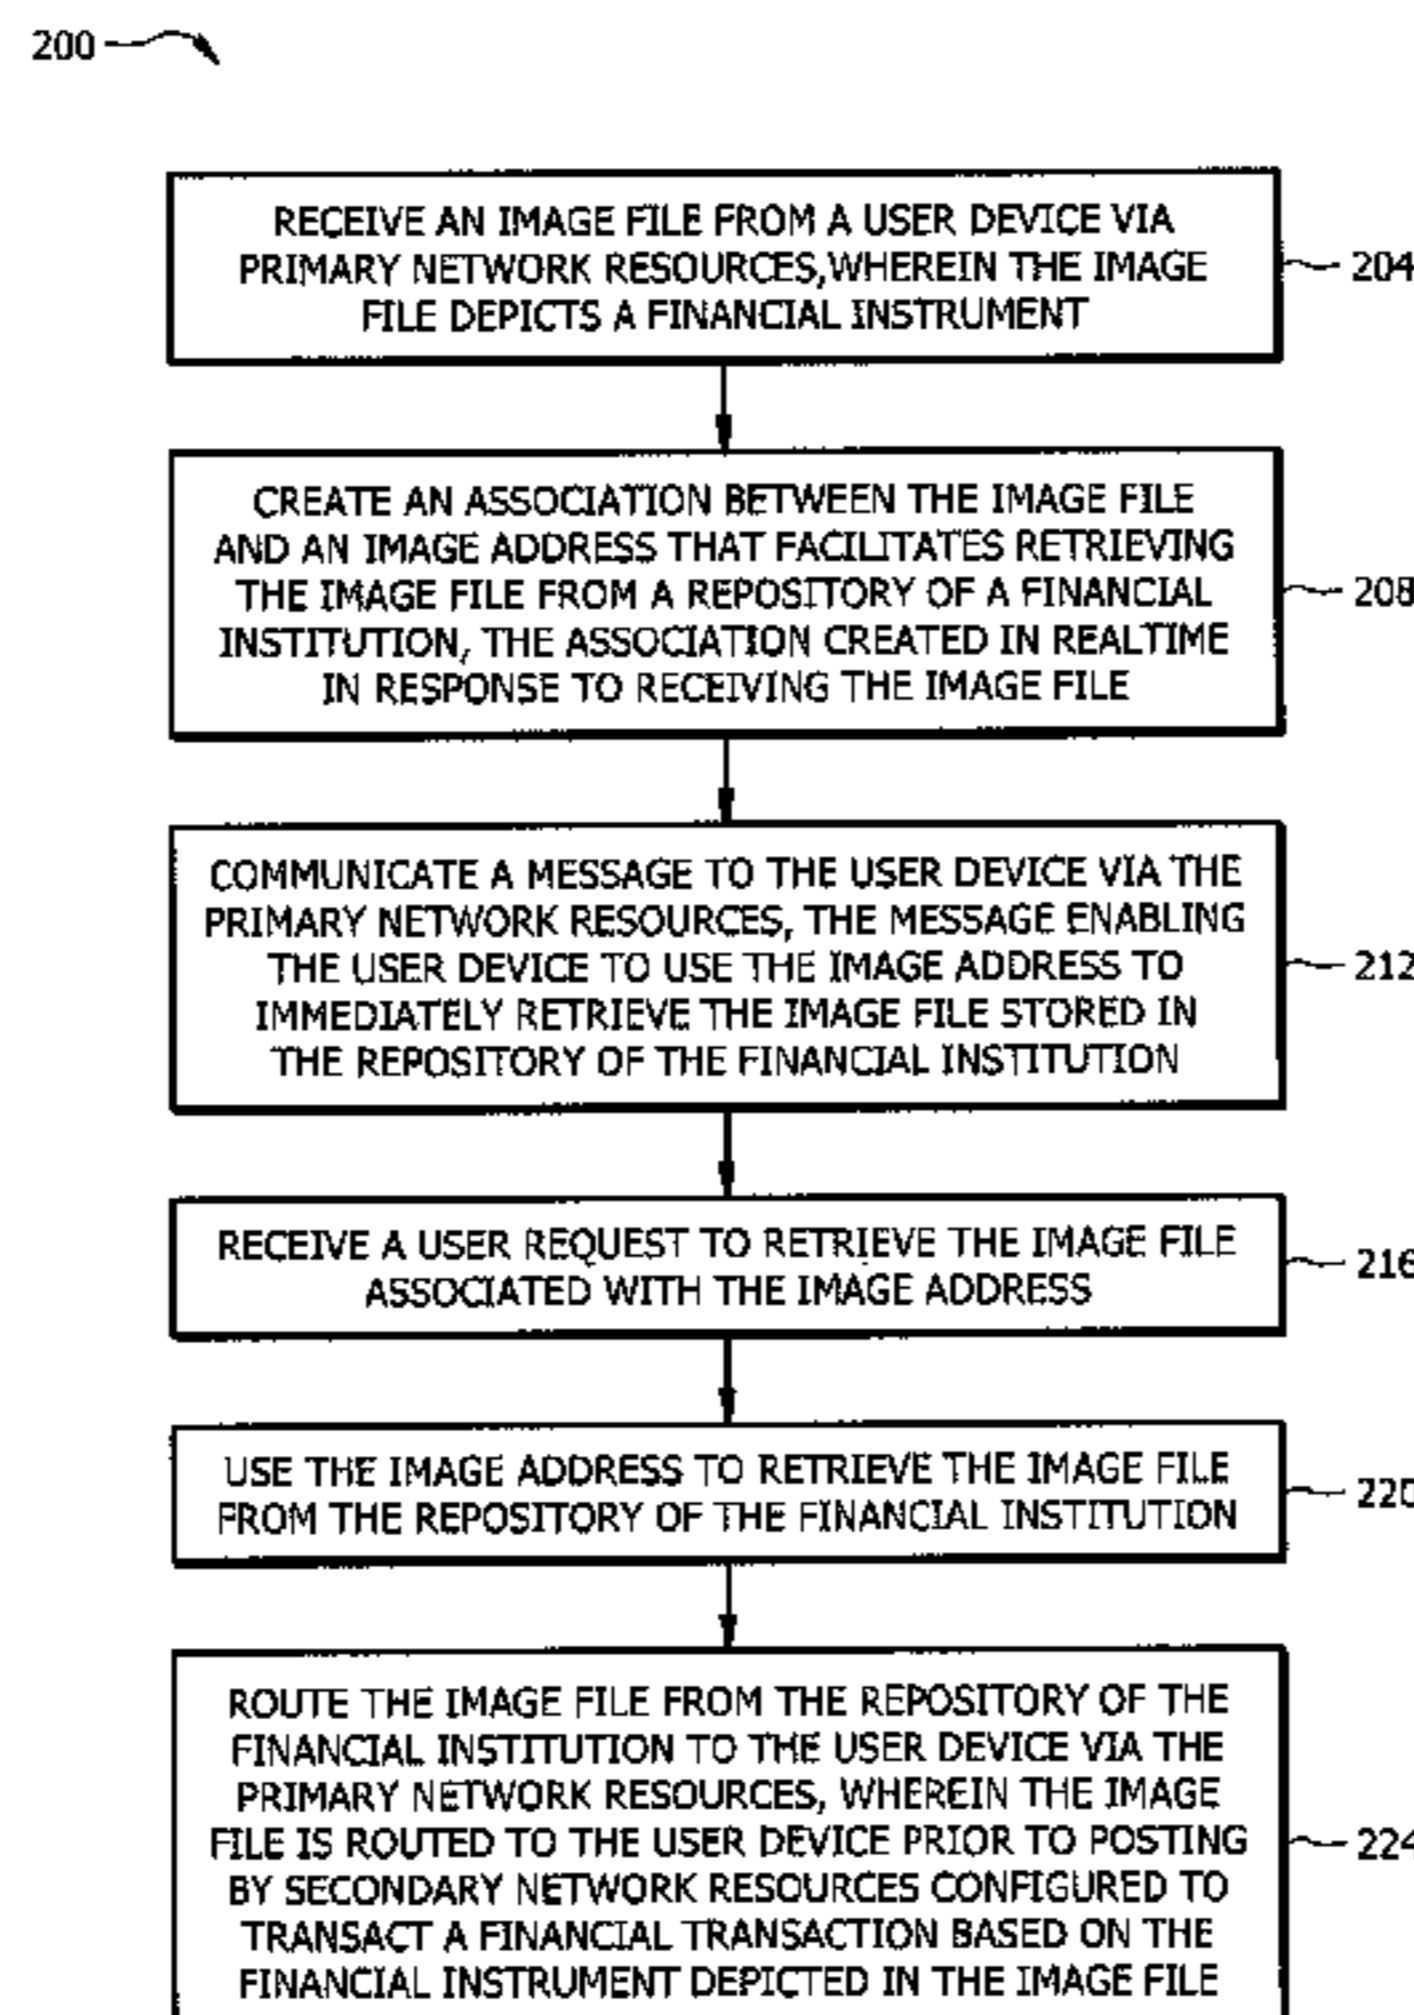 200
RECEIVE AN IMAGE FILE FROM A USER DEVICE VIA
PRIMARY NETWORK RESOURCES,WHEREIN THE IMAGE
FILE DEPICTS A FINANCIAL INSTRUMENT
204
CREATE AN ASSOCIATION BETWEEN THE IMAGE FILE
AND AN IMAGE ADDRESS THAT FACILITATES RETRIEVING
THE IMAGE FILE FROM A REPOSITORY OF A FINANCIAL
INSTITUTION, THE ASSOCIATION CREATED IN REALTIME
IN RESPONSE TO RECEIVING THE IMAGE FILE
208
COMMUNICATE A MESSAGE TO THE USER DEVICE VIA THE
PRIMARY NETWORK RESOURCES, THE MESSAGE ENABLING
THE USER DEVICE TO USE THE IMAGE ADDRESS TO
IMMEDIATELY RETRIEVE THE IMAGE FILE STORED IN
THE REPOSITORY OF THE FINANCIAL INSTITUTION
212
RECEIVE A USER REQUEST TO RETRIEVE THE IMAGE FILE
ASSOCIATED WITH THE IMAGE ADDRESS
216
USE THE IMAGE ADDRESS TO RETRIEVE THE IMAGE FILE
FROM THE REPOSITORY OF THE FINANCIAL INSTITUTION
220
ROUTE THE IMAGE FILE FROM THE REPOSITORY OF THE
FINANCIAL INSTITUTION TO THE USER DEVICE VIA THE
PRIMARY NETWORK RESOURCES, WHEREIN THE IMAGE
FILE IS ROUTED TO THE USER DEVICE PRIOR TO POSTING
BY SECONDARY NETWORK RESOURCES CONFIGURED TO
TRANSACT A FINANCIAL TRANSACTION BASED ON THE
FINANCIAL INSTRUMENT DEPICTED IN THE IMAGE FILE
224